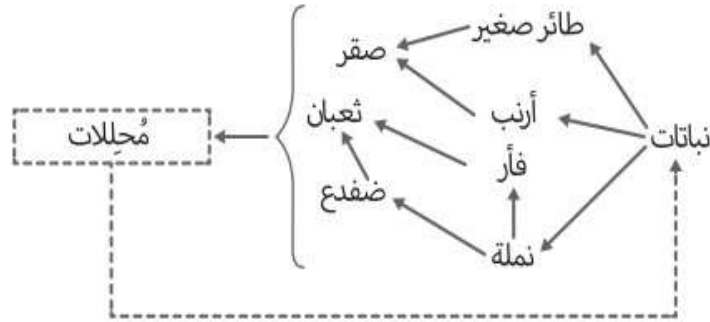 طائر صغير
صقر
أرنب
ثعبان
نباتات
مُحلِلات
فأر
ضفدع
نملة